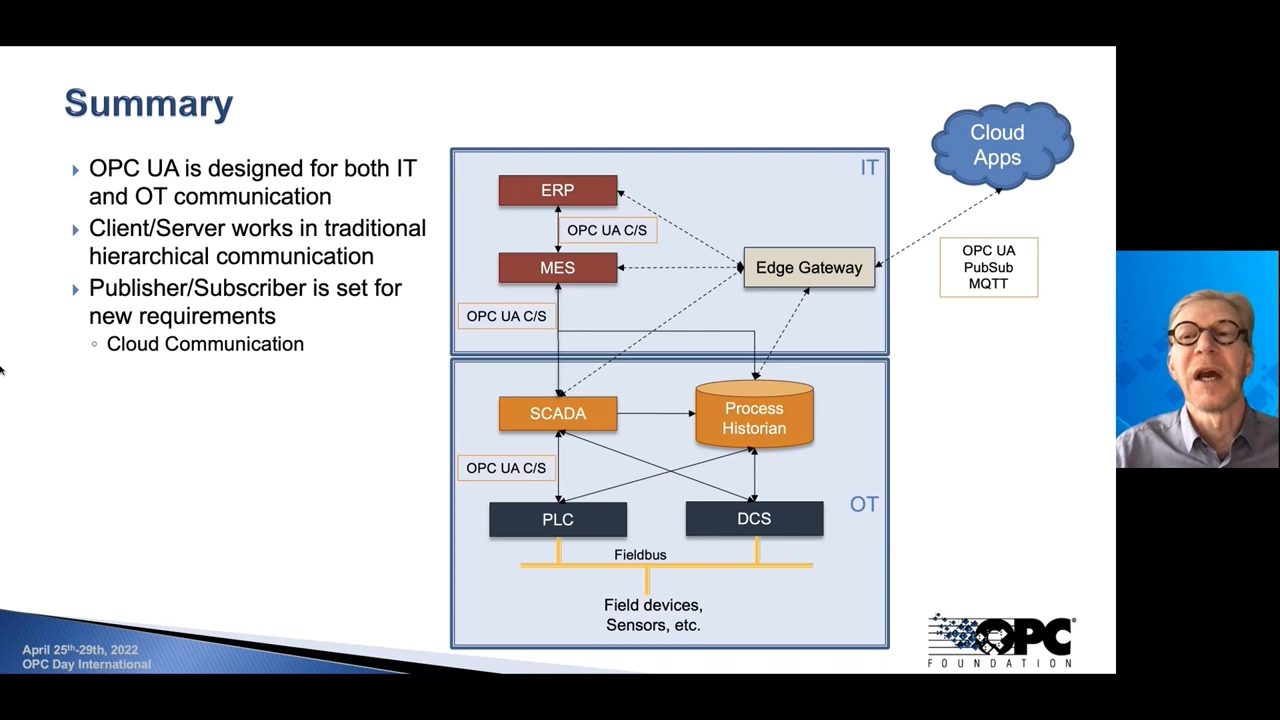 Summary
OPC UA is designed for both IT
and OT communication
Client/Server works in traditional
hierarchical communication
Publisher/Subscriber is set for
new requirements
Cloud Communication
IT
ERP
OPC UA C/S
MES
Edge Gateway
OPC UA C/S
Cloud
Apps
OPC UA
PubSub
MQTT
SCADA
Process
Historian
OPC UA C/S
OT
PLC
DCS
Fieldbus
Field devices,
Sensors, etc.
April 25th-29th, 2022
OPC Day International
OPC
FOUNDATION